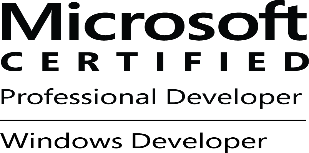 Microsoft
CERTIFIED
Professional Developer
Windows Developer